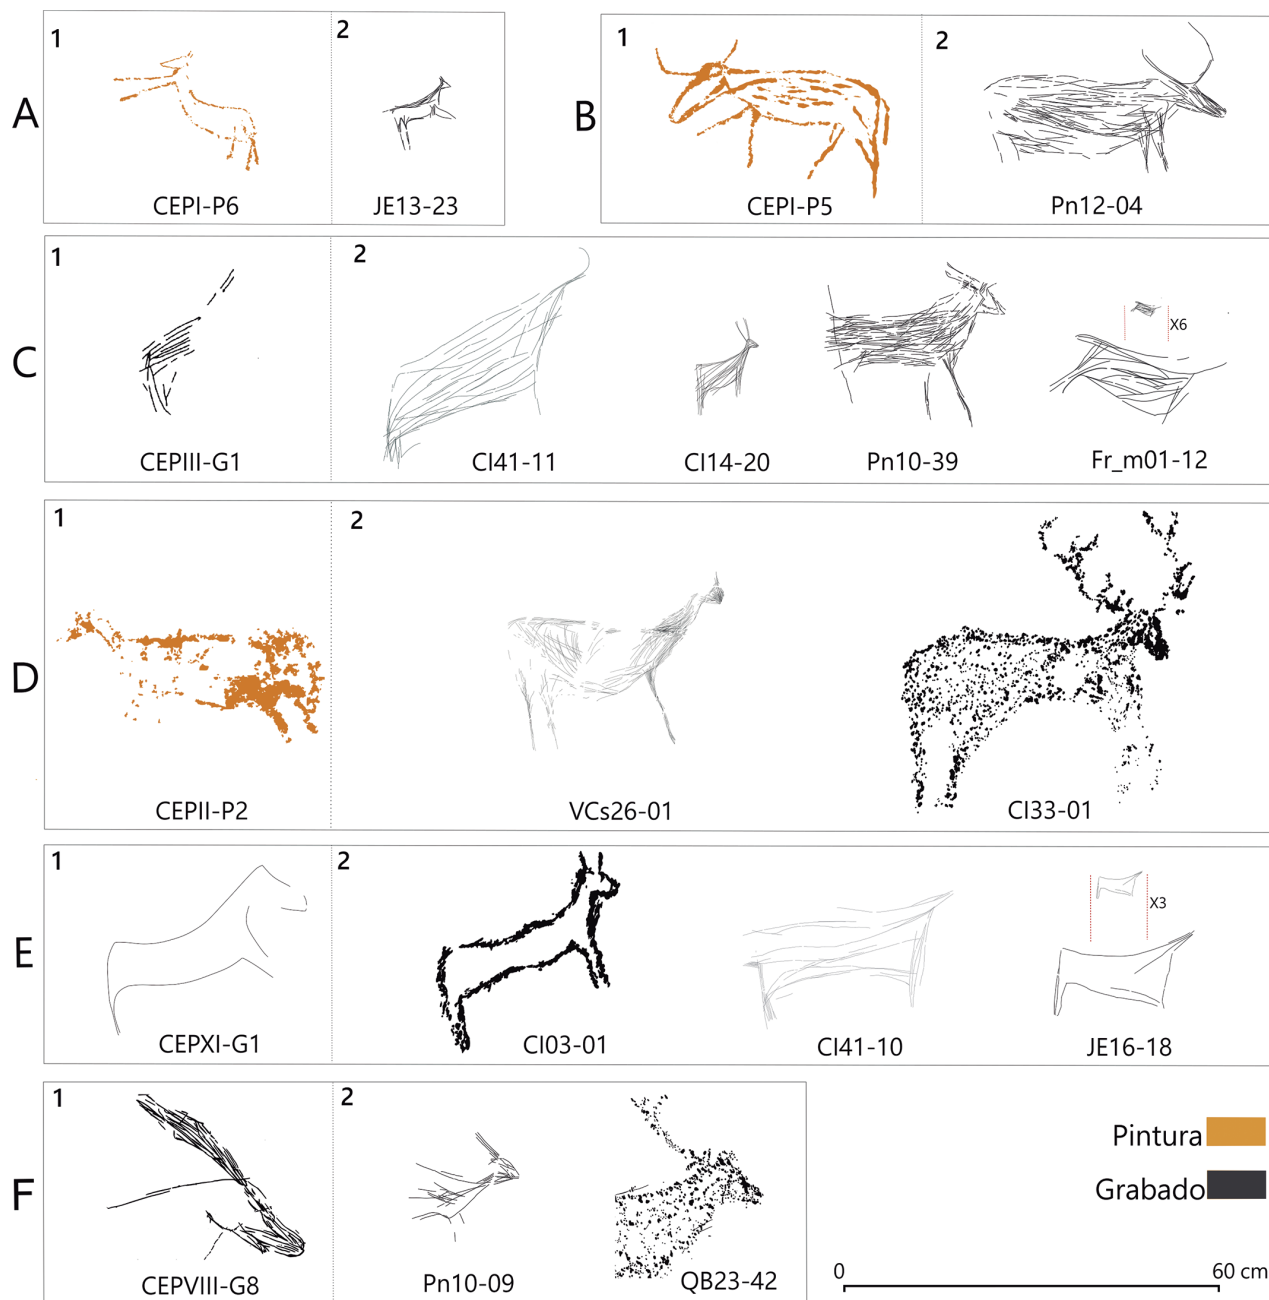 A
1
2
CEPI-P6
JE13-23
B
1
2
CEPI-P5
Pn12-04
C
1
2
X6
CEPIII-G1
CI41-11
CI14-20
Pn10-39
Fr_m01-12
D
1
2
CEPII-P2
VCs26-01
CI33-01
E
1
2
X3
CEPXI-G1
CI03-01
CI41-10
JE16-18
F
1
2
CEPVIII-G8
Pn10-09
QB23-42
Pintura
Grabado
0
60 cm